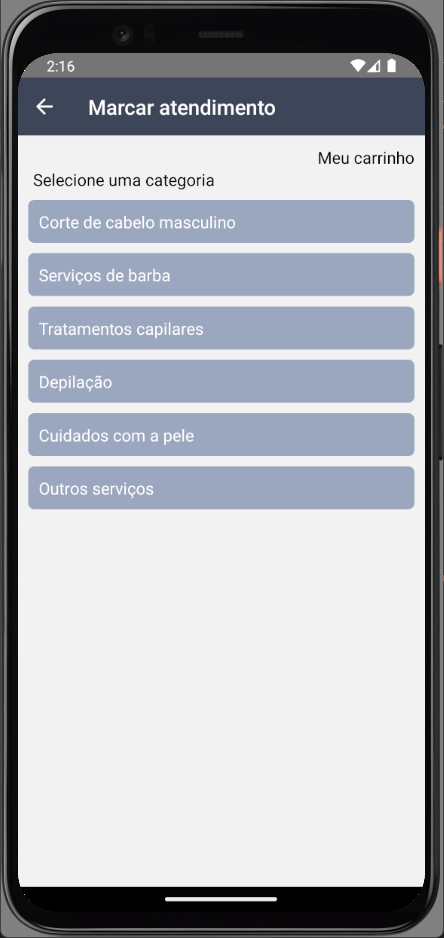 2:16
Marcar atendimento
Meu carrinho
Selecione uma categoria
Corte de cabelo masculino
Serviços de barba
Tratamentos capilares
Depilação
Cuidados com a pele
Outros serviços